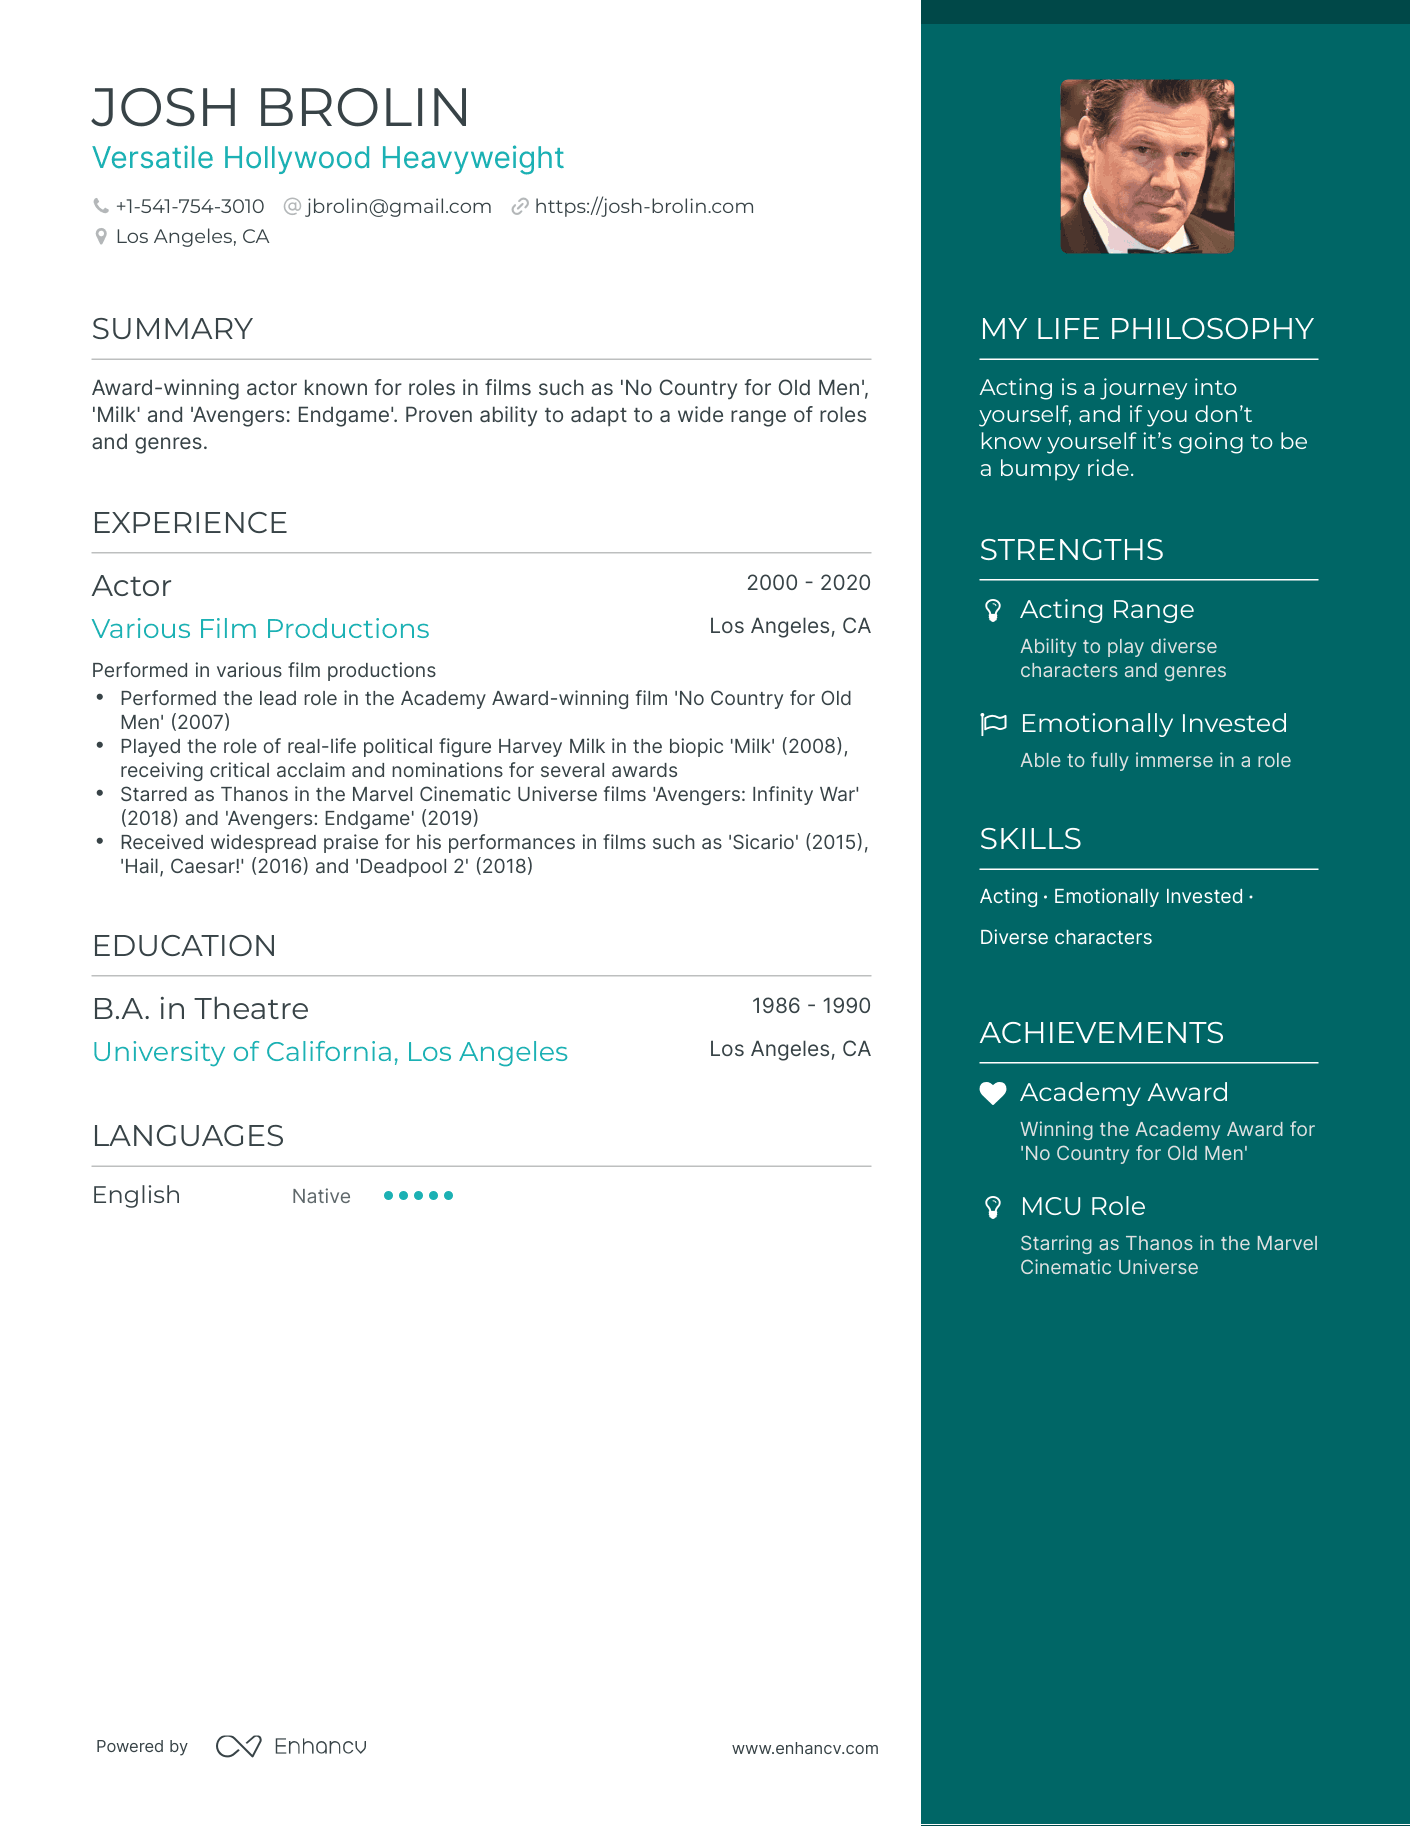 JOSH BROLIN
Versatile Hollywood Heavyweight
+1-541-754-3010 @ jbrolin@gmail.com https://josh-brolin.com
Los Angeles, CA
SUMMARY
Award-winning actor known for roles in films such as 'No Country for Old Men',
'Milk' and 'Avengers: Endgame'. Proven ability to adapt to a wide range of roles
and genres.
EXPERIENCE
Actor 2000 - 2020
Various Film Productions Los Angeles, CA
Performed in various film productions
• Performed the lead role in the Academy Award-winning film 'No Country for Old
Men' (2007)
• Played the role of real-life political figure Harvey Milk in the biopic 'Milk' (2008),
receiving critical acclaim and nominations for several awards
• Starred as Thanos in the Marvel Cinematic Universe films 'Avengers: Infinity War'
(2018) and 'Avengers: Endgame' (2019)
• Received widespread praise for his performances in films such as 'Sicario' (2015),
'Hail, Caesar!' (2016) and 'Deadpool 2' (2018)
EDUCATION
B.A. in Theatre 1986 - 1990
University of California, Los Angeles Los Angeles, CA
LANGUAGES
English Native
MY LIFE PHILOSOPHY
Acting is a journey into
yourself, and if you don’t
know yourself it’s going to be
a bumpy ride.
STRENGTHS
Acting Range
Ability to play diverse
characters and genres
Emotionally Invested
Able to fully immerse in a role
SKILLS
Acting · Emotionally Invested ·
Diverse characters
ACHIEVEMENTS
Academy Award
Winning the Academy Award for
'No Country for Old Men'
MCU Role
Starring as Thanos in the Marvel
Cinematic Universe
Powered by Enhancv www.enhancv.com